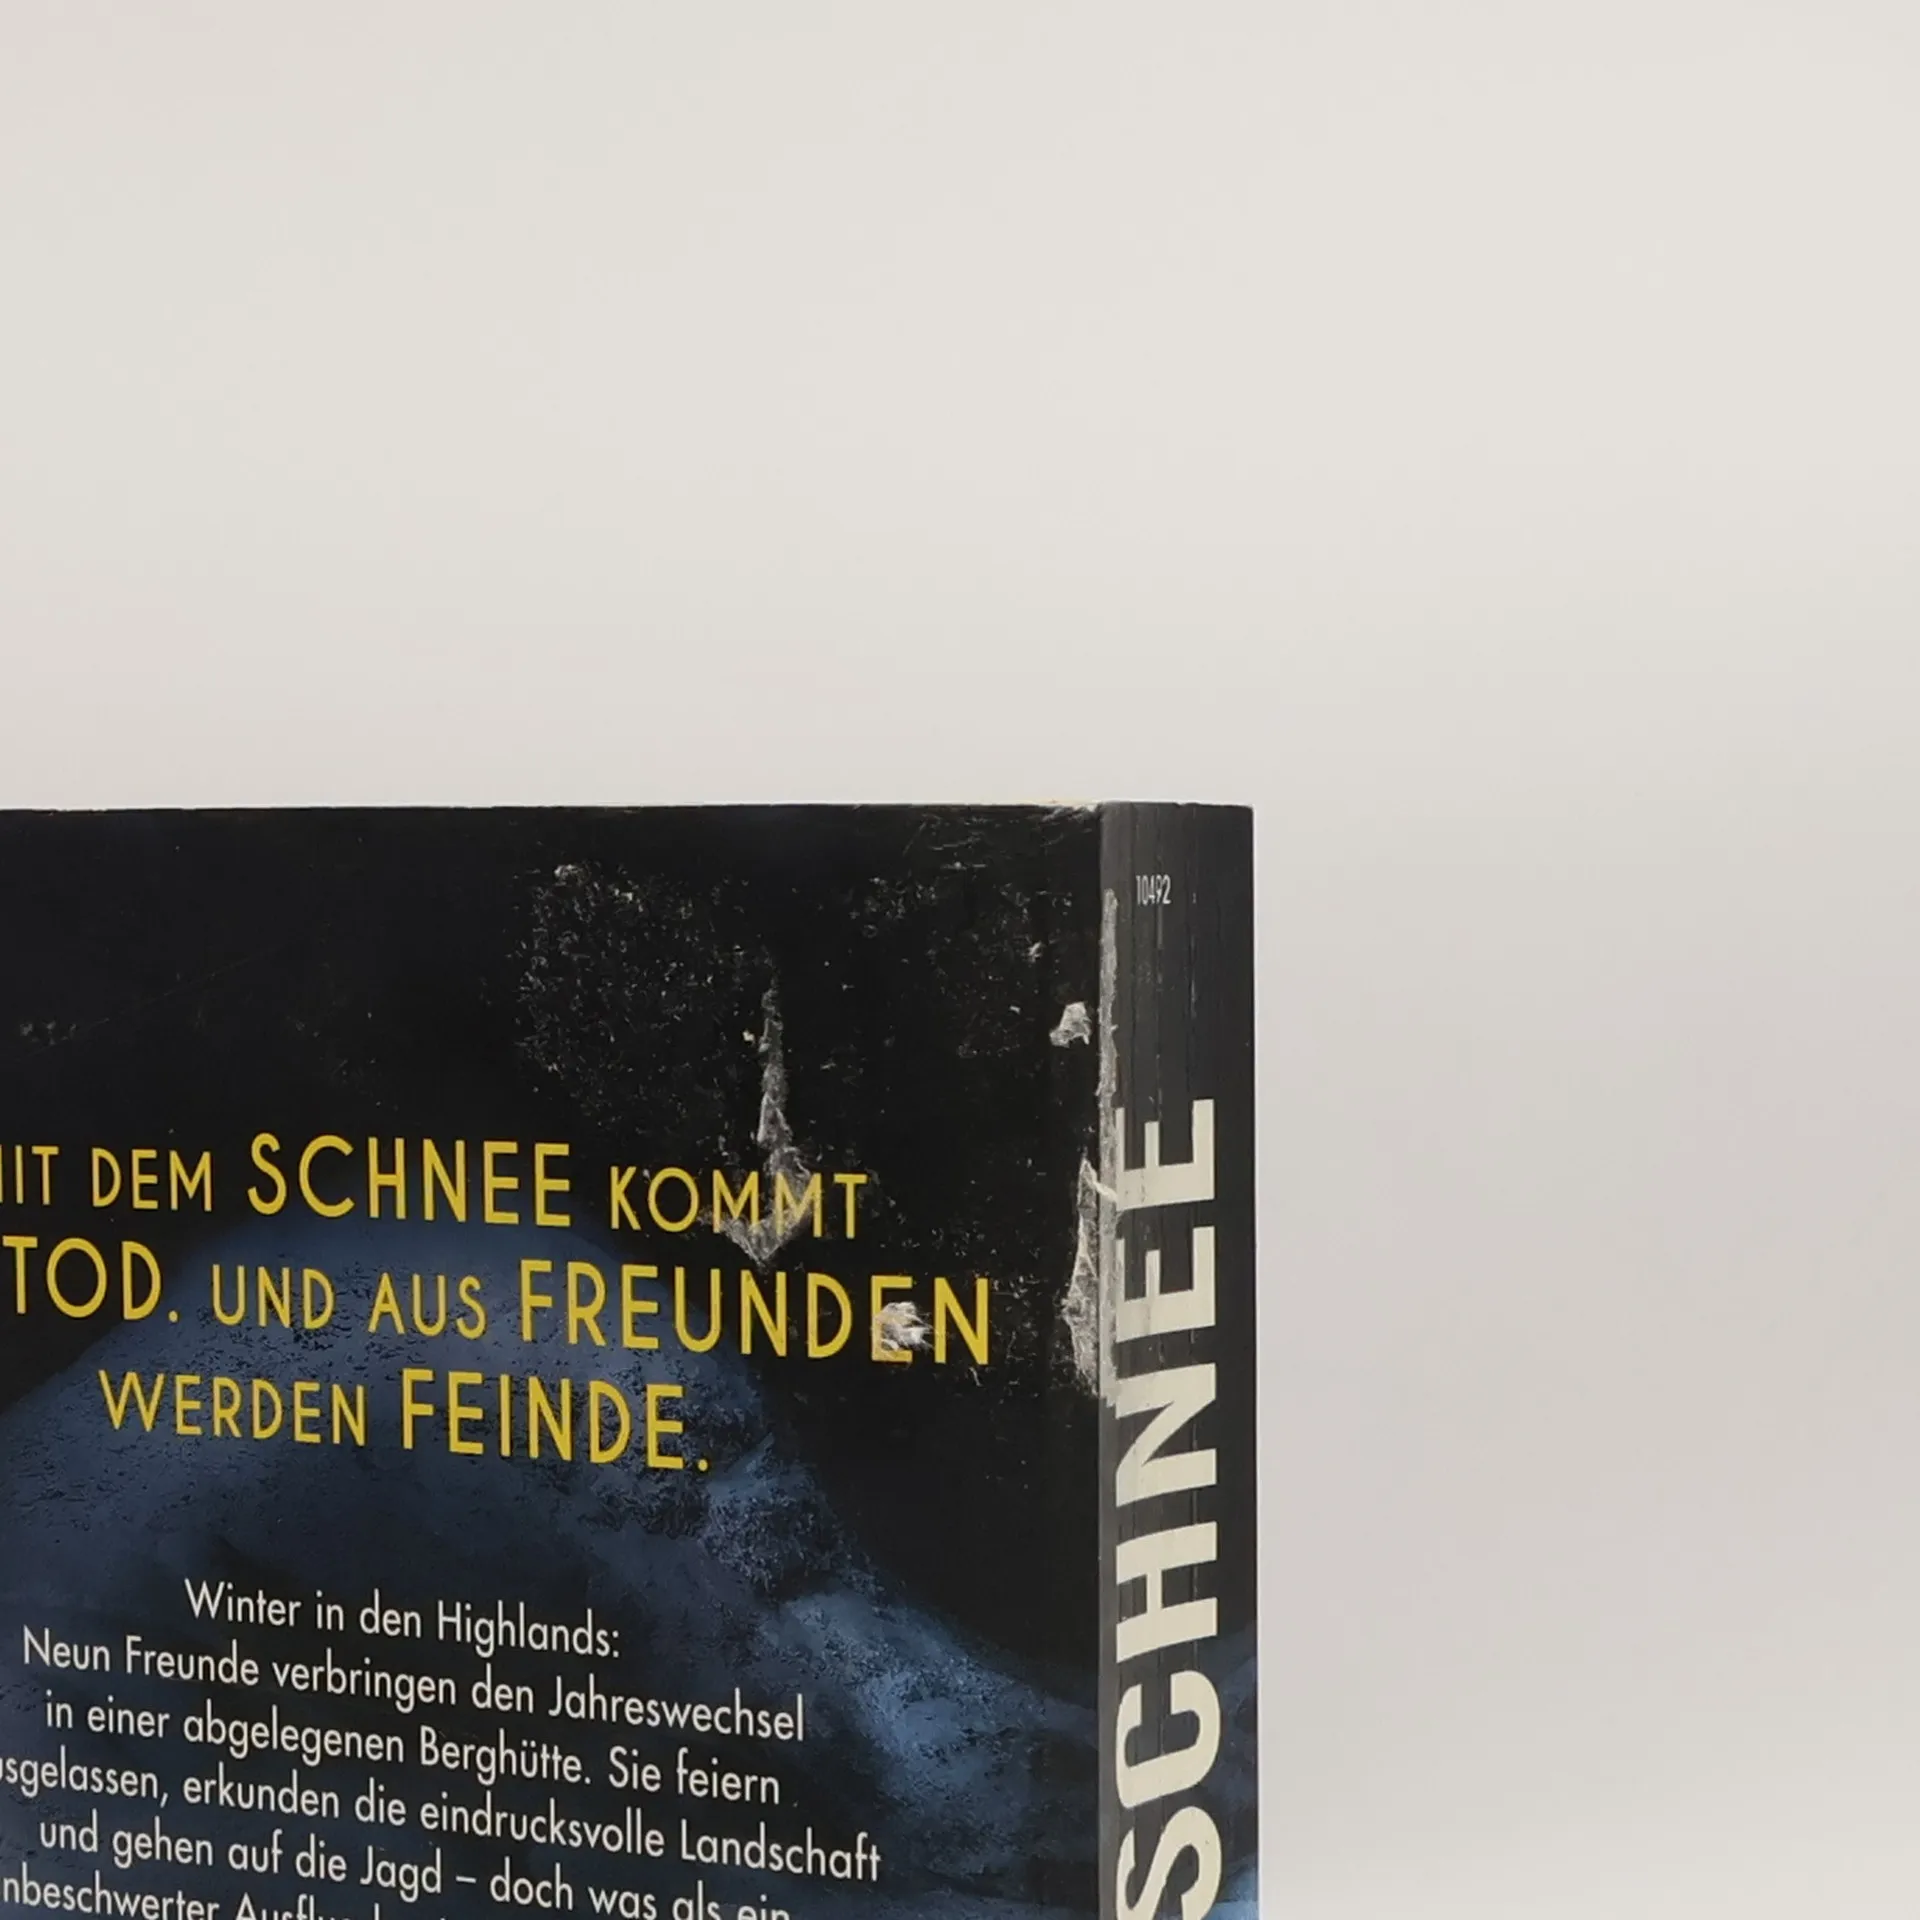 DEM SCHNEE KOMMT
TOD. UND AUS FREUNDEN
WERDEN FEINDE.
Winter in den Highlands:
Neun Freunde verbringen den Jahreswechsel
in einer abgelegenen Berghütte. Sie feiern
erkunden die eindrucksvolle Landschaft
und gehen auf die Jagd – doch was als ein
10492
SCHNEE